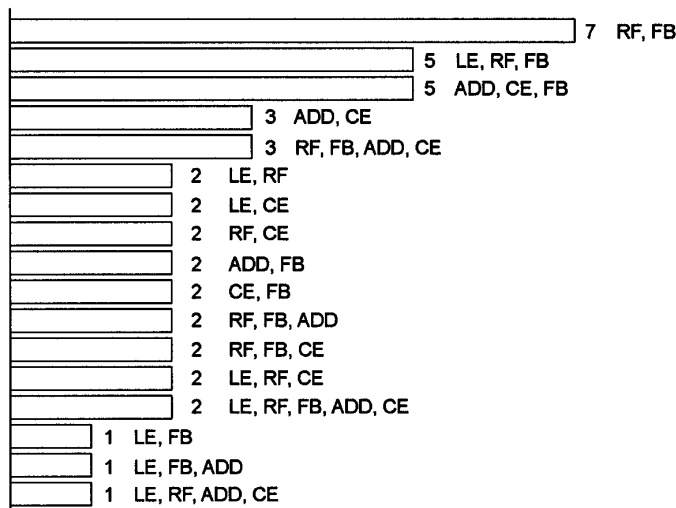 7 RF, FB
5 LE, RF, FB
5 ADD, CE, FB
3 ADD, CE
3 RF, FB, ADD, CE
2 LE, RF
2 LE, CE
2 RF, CE
2 ADD, FB
2 CE, FB
2 RF, FB, ADD
2 RF, FB, CE
2 LE, RF, CE
2 LE, RF, FB, ADD, CE
1 LE, FB
1 LE, FB, ADD
1 LE, RF, ADD, CE